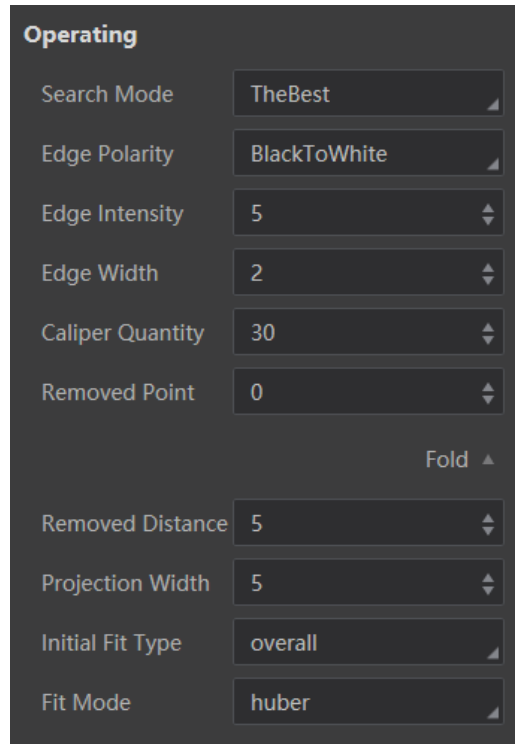 Operating
Search Mode TheBest
Edge Polarity BlackToWhite
Edge Intensity 5
Edge Width 2
Caliper Quantity 30
Removed Point 0
Fold
Removed Distance 5
Projection Width 5
Initial Fit Type overall
Fit Mode huber